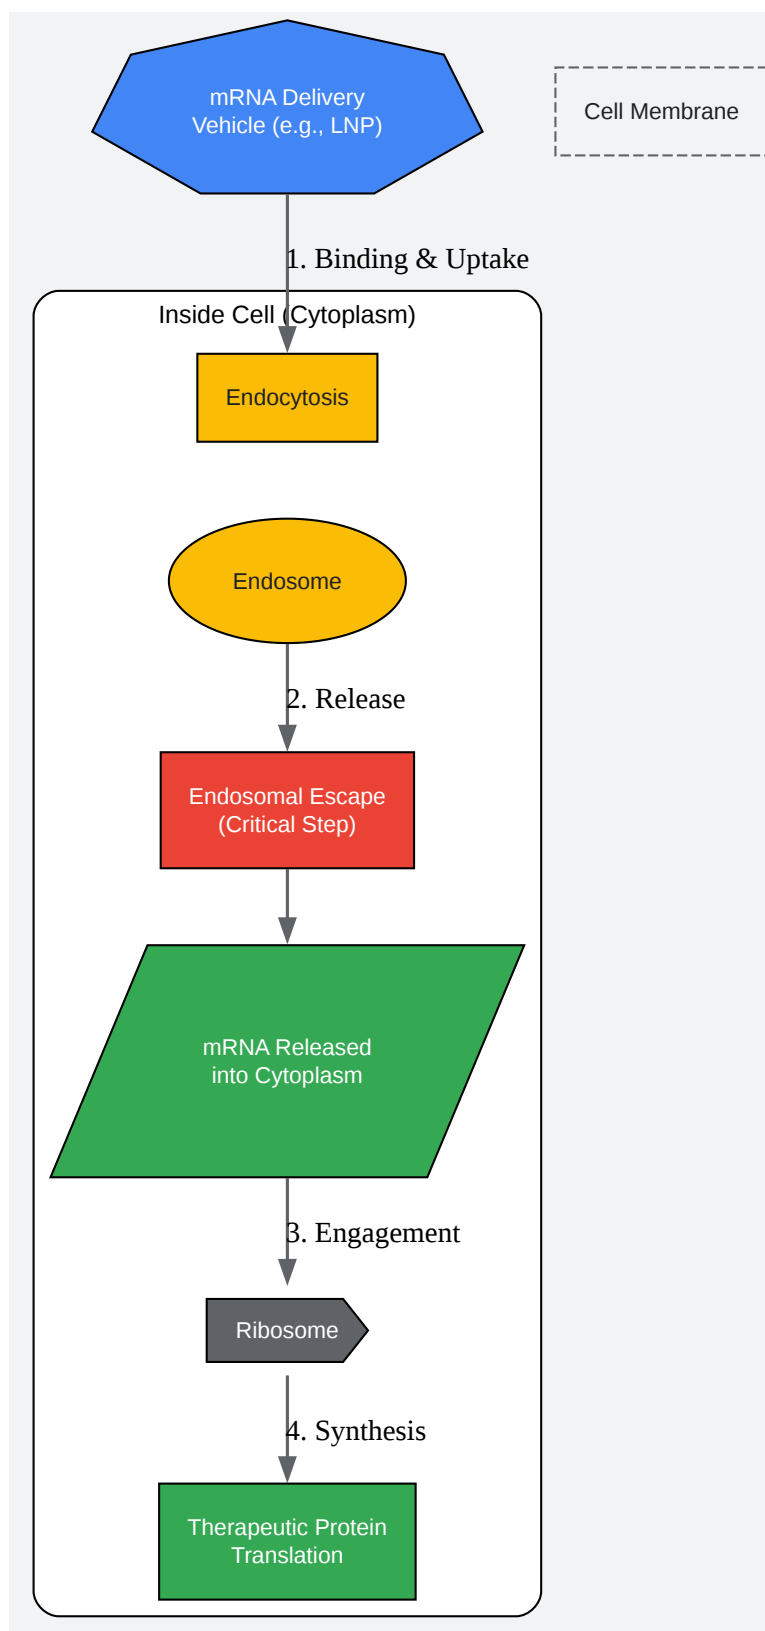 mRNA Delivery
Vehicle (e.g., LNP)
Cell Membrane
1. Binding & Uptake
Inside Cell (Cytoplasm)
Endocytosis
Endosome
2. Release
Endosomal Escape
(Critical Step)
mRNA Released
into Cytoplasm
3. Engagement
Ribosome
4. Synthesis
Therapeutic Protein
Translation